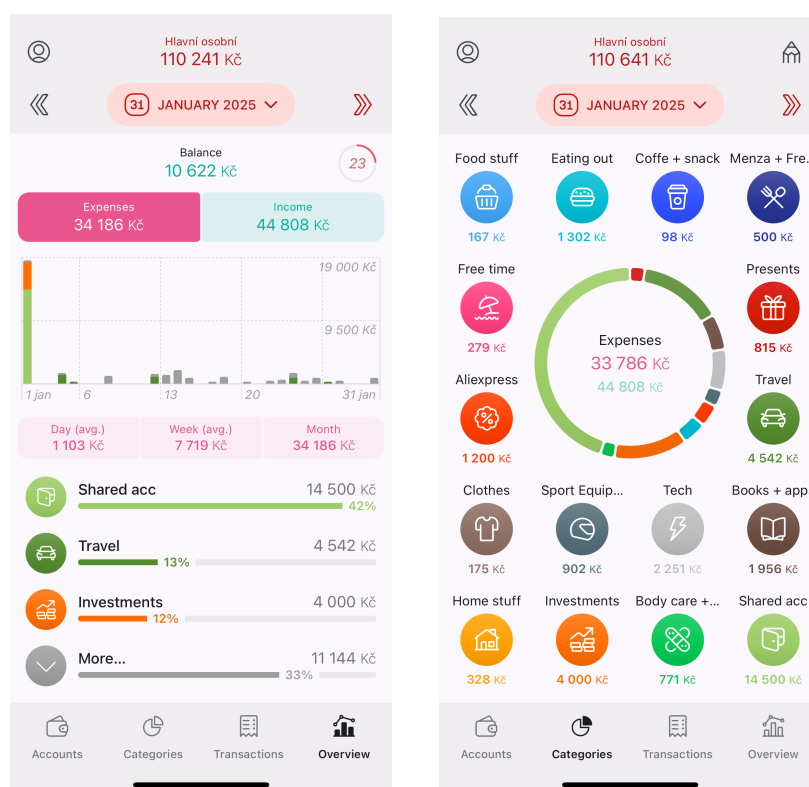 Hlavní osobní
110 241 Kč
31 JANUARY 2025
Balance
10 622 Kč
23
Expenses
34 186 Kč
Income
44 808 Kč
19 000 Kč
9 500 Kč
1 jan 6 13 20 31 jan
Day (avg.)
1 103 Kč
Week (avg.)
7 719 Kč
Month
34 186 Kč
Shared acc 14 500 Kč
42%
Travel 4 542 Kč
13%
Investments 4 000 Kč
12%
More... 11 144 Kč
33%
Accounts Categories Transactions Overview
Hlavní osobní
110 641 Kč
31 JANUARY 2025
Food stuff Eating out Coffe + snack Menza + Fre.
167 Kč 1 302 Kč 98 Kč 500 Kč
Free time Presents
279 Kč 815 Kč
Expenses
33 786 Kč
44 808 Kč
Aliexpress Travel
1 200 Kč 4 542 Kč
Clothes Sport Equip... Tech Books + app
175 Kč 902 Kč 2 251 Kč 1 956 Kč
Home stuff Investments Body care +... Shared acc
328 Kč 4 000 Kč 771 Kč 14 500 Kč
Accounts Categories Transactions Overview